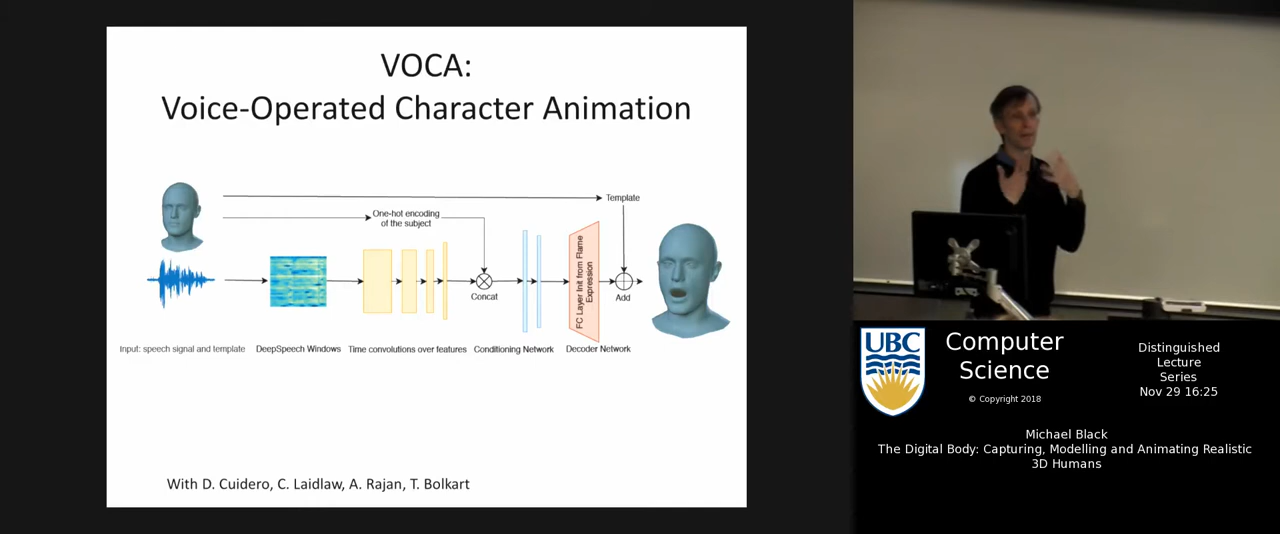 VOCA:
Voice-Operated Character Animation
Template
One-hot encoding
of the subject
Concat
FC Layer Init from Flame
Expression
Add
Input: speech signal and template
DeepSpeech Windows
Time convolutions over features
Conditioning Network
Decoder Network
With D. Cuidero, C. Laidlaw, A. Rajan, T. Bolkart
UBC
Computer
Science
© Copyright 2018
Distinguished
Lecture
Series
Nov 29 16:25
Michael Black
The Digital Body: Capturing, Modelling and Animating Realistic
3D Humans